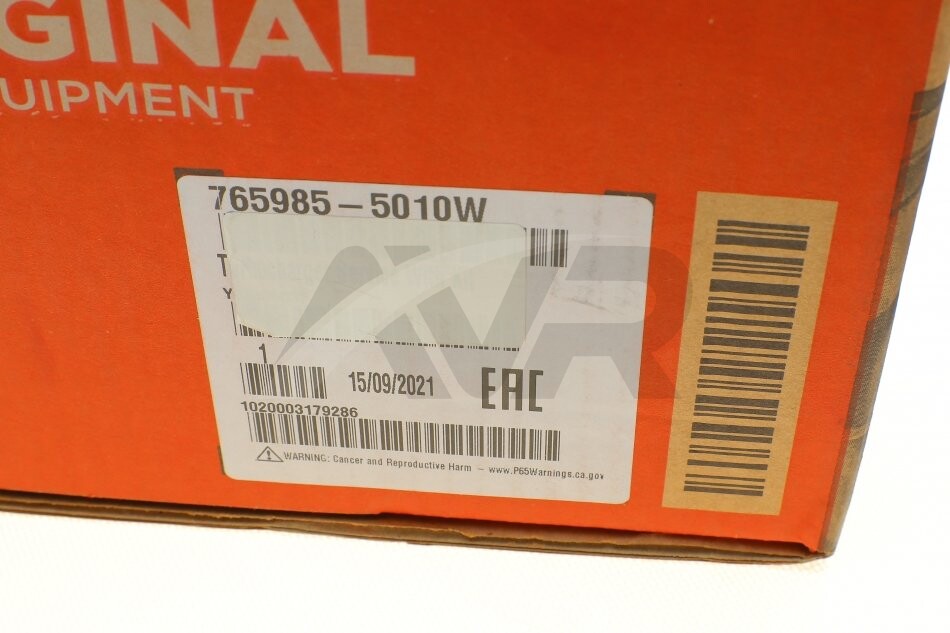 GINAL
UIPMENT
765985-5010W
T
Y
1
15/09/2021 EAC
1020003179286
WARNING: Cancer and Reproductive Harm - www.P65Warnings.ca.gov
AVR